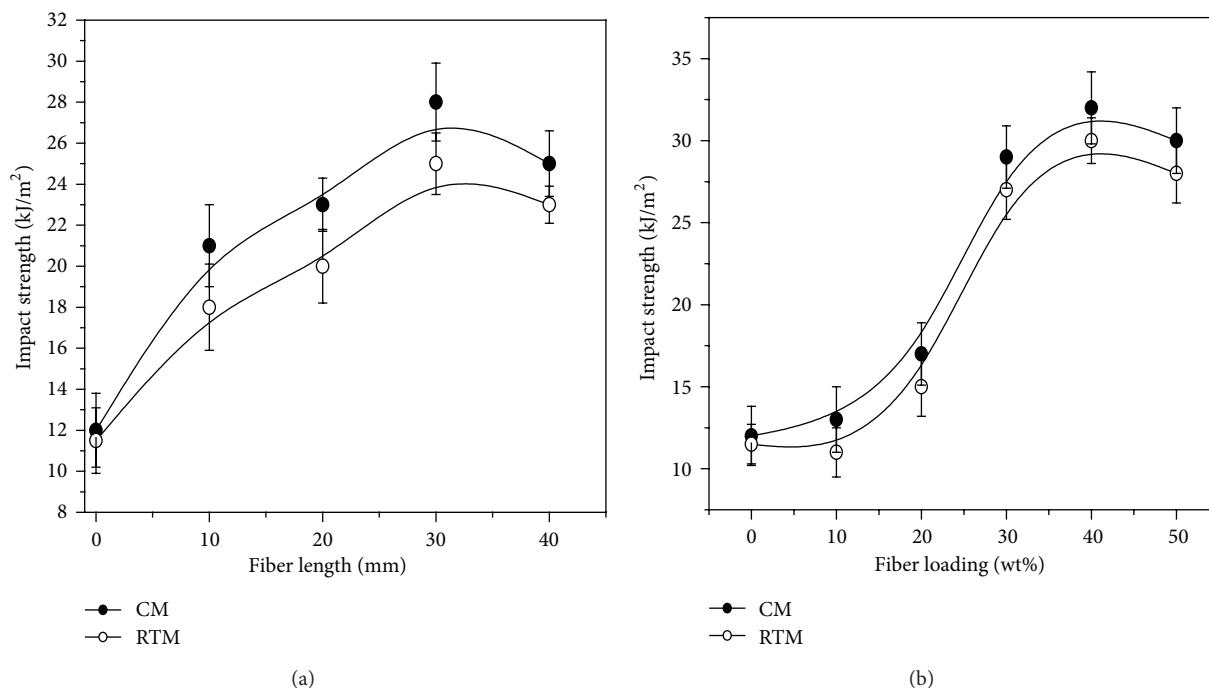 32
30
28
26
24
22
20
18
16
14
12
10
8
Impact strength (kJ/m²)
0 10 20 30 40
Fiber length (mm)
CM
RTM
(a)
35
30
25
20
15
10
Impact strength (kJ/m²)
0 10 20 30 40 50
Fiber loading (wt%)
CM
RTM
(b)